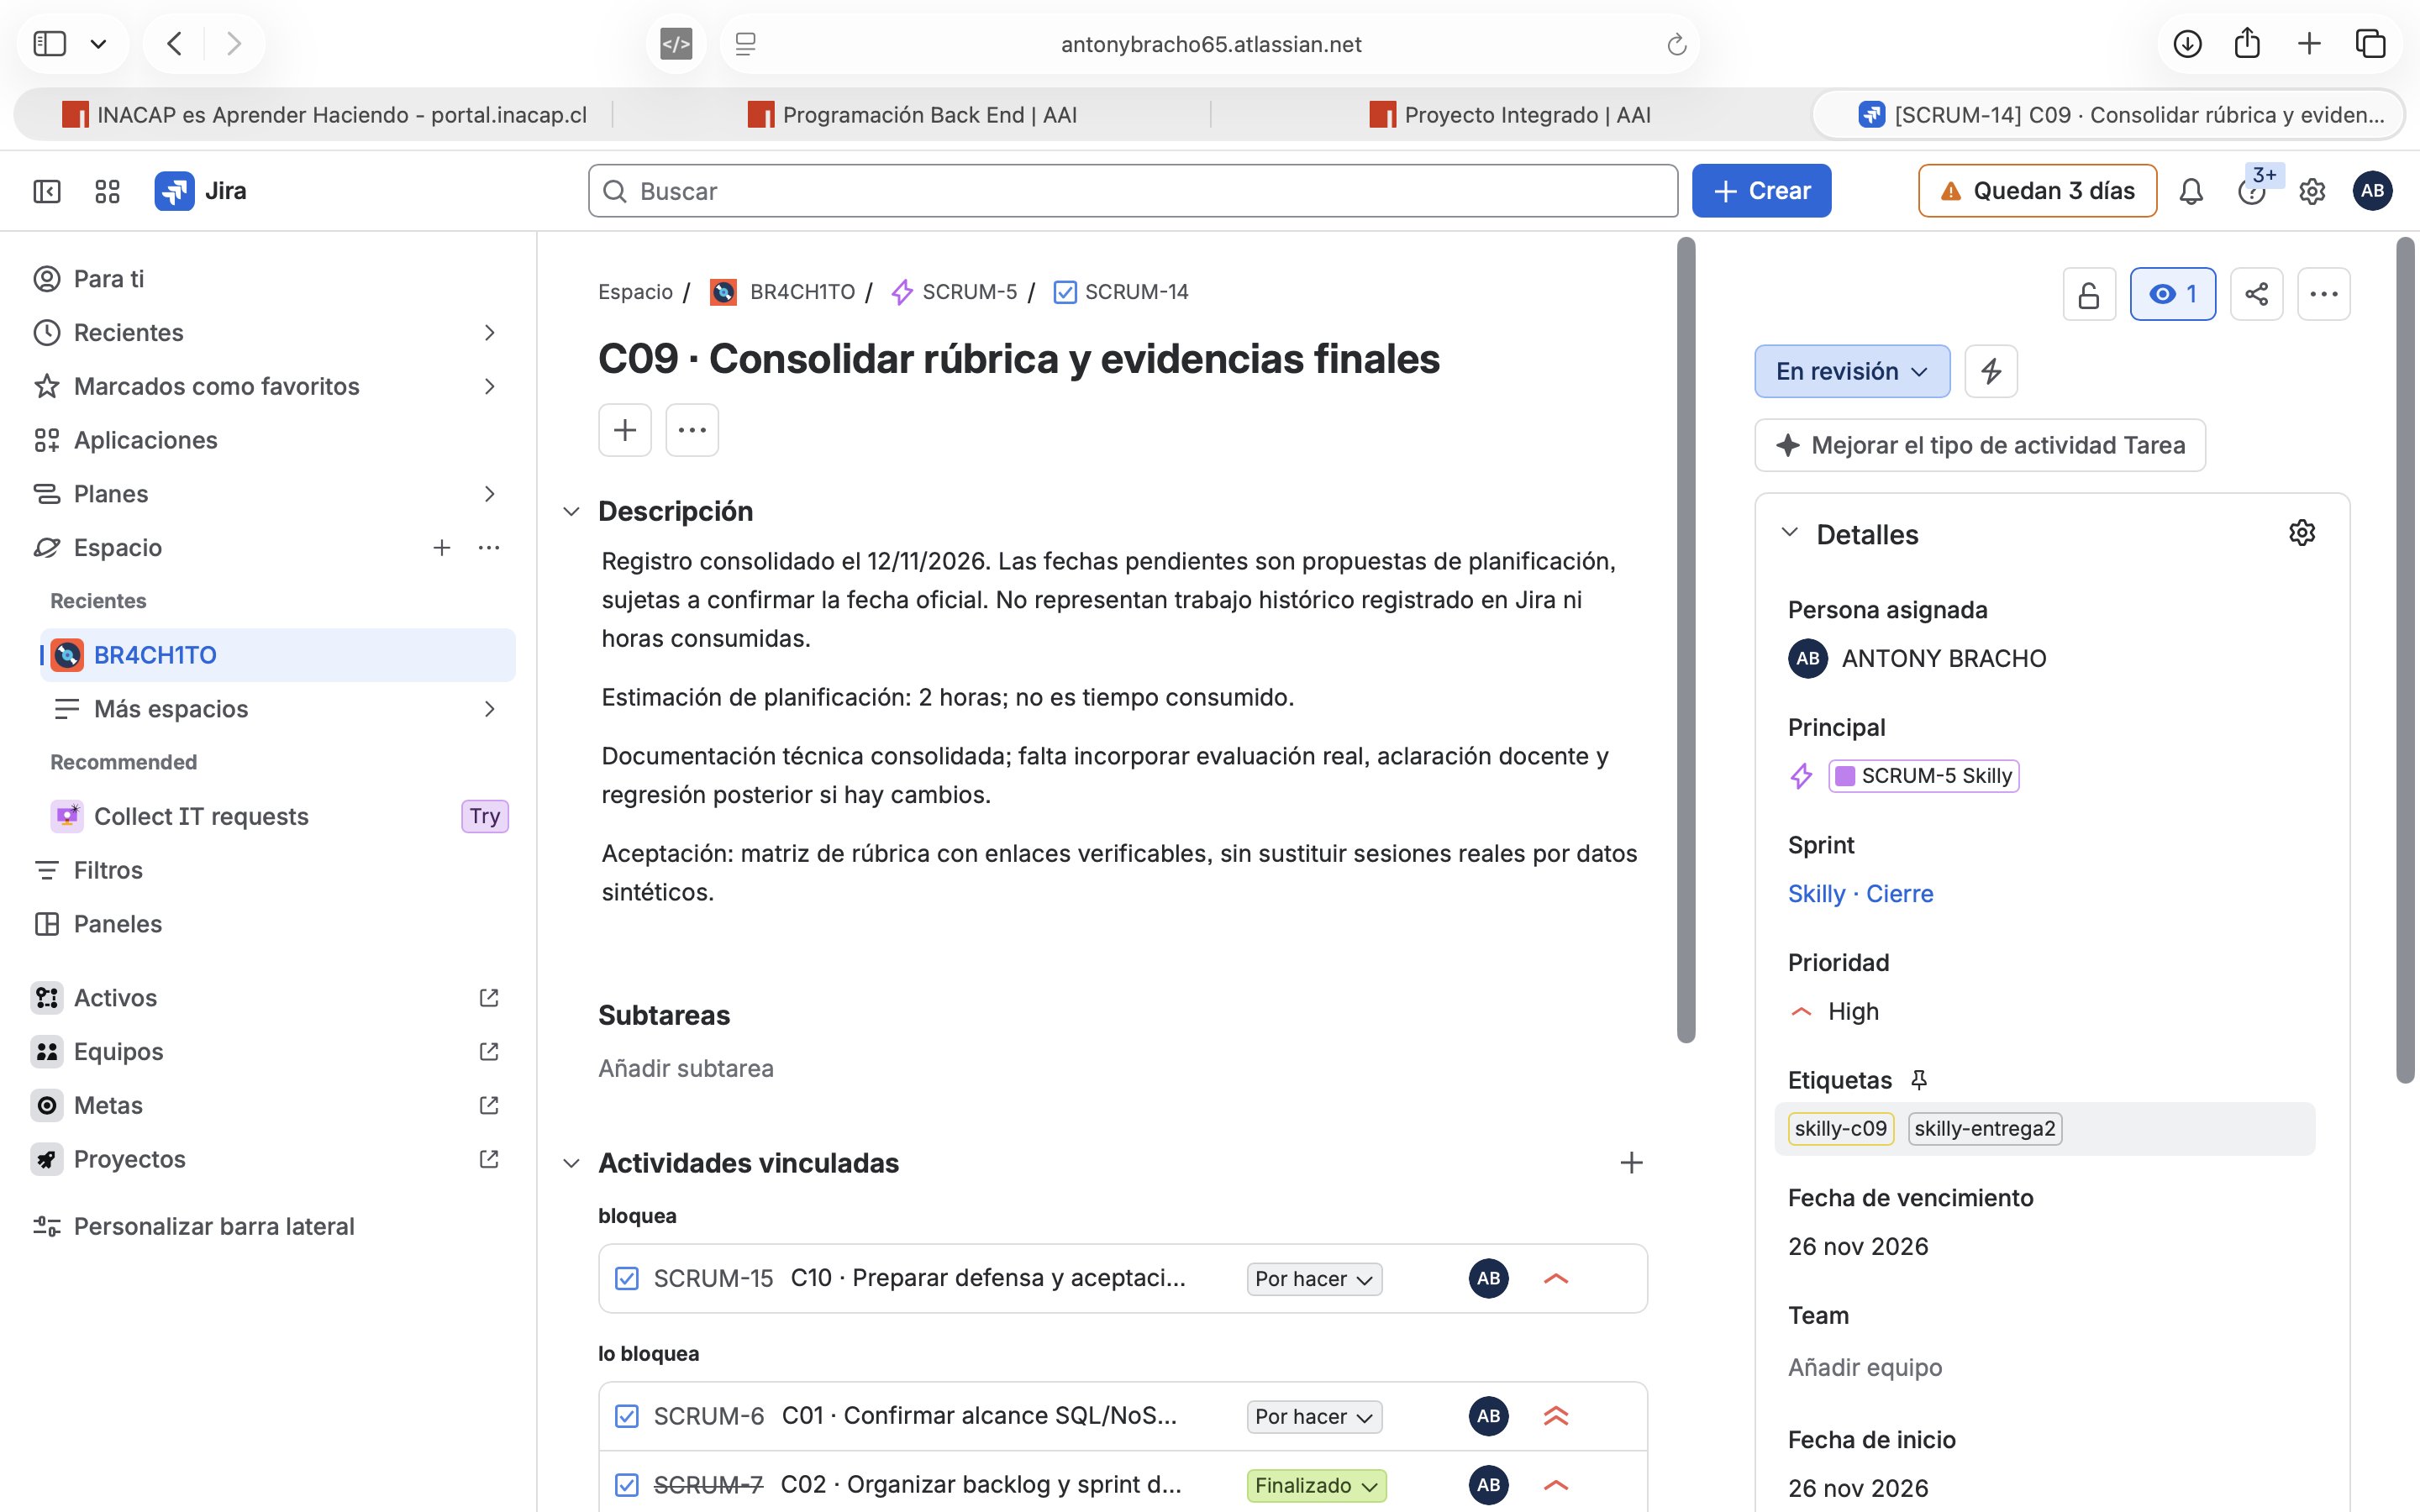 antonybracho65.atlassian.net
INACAP es Aprender Haciendo - portal.inacap.cl
Programación Back End | AAI
Proyecto Integrado | AAI
[SCRUM-14] C09 · Consolidar rúbrica y eviden...
Jira
Buscar
Crear
Quedan 3 días
3+
AB
Para ti
Recientes
Marcados como favoritos
Aplicaciones
Planes
Espacio
Recientes
BR4CH1TO
Más espacios
Recommended
Collect IT requests
Try
Filtros
Paneles
Activos
Equipos
Metas
Proyectos
Personalizar barra lateral
Espacio / BR4CH1TO / SCRUM-5 / SCRUM-14
C09 · Consolidar rúbrica y evidencias finales
Descripción
Registro consolidado el 12/11/2026. Las fechas pendientes son propuestas de planificación,
sujetas a confirmar la fecha oficial. No representan trabajo histórico registrado en Jira ni
horas consumidas.
Estimación de planificación: 2 horas; no es tiempo consumido.
Documentación técnica consolidada; falta incorporar evaluación real, aclaración docente y
regresión posterior si hay cambios.
Aceptación: matriz de rúbrica con enlaces verificables, sin sustituir sesiones reales por datos
sintéticos.
Subtareas
Añadir subtarea
Actividades vinculadas
bloquea
SCRUM-15 C10 · Preparar defensa y aceptaci... Por hacer AB
lo bloquea
SCRUM-6 C01 · Confirmar alcance SQL/NoS... Por hacer AB
SCRUM-7 C02 · Organizar backlog y sprint d... Finalizado AB
1
En revisión
Mejorar el tipo de actividad Tarea
Detalles
Persona asignada
AB ANTONY BRACHO
Principal
SCRUM-5 Skilly
Sprint
Skilly · Cierre
Prioridad
High
Etiquetas
skilly-c09 skilly-entrega2
Fecha de vencimiento
26 nov 2026
Team
Añadir equipo
Fecha de inicio
26 nov 2026